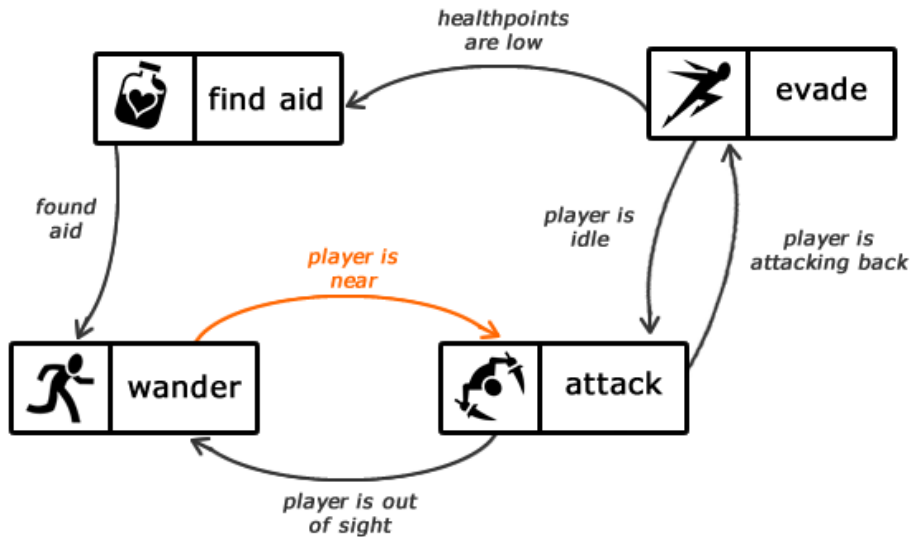 healthpoints
are low
find aid
evade
found
aid
player is
idle
player is
attacking back
player is
near
wander
attack
player is out
of sight